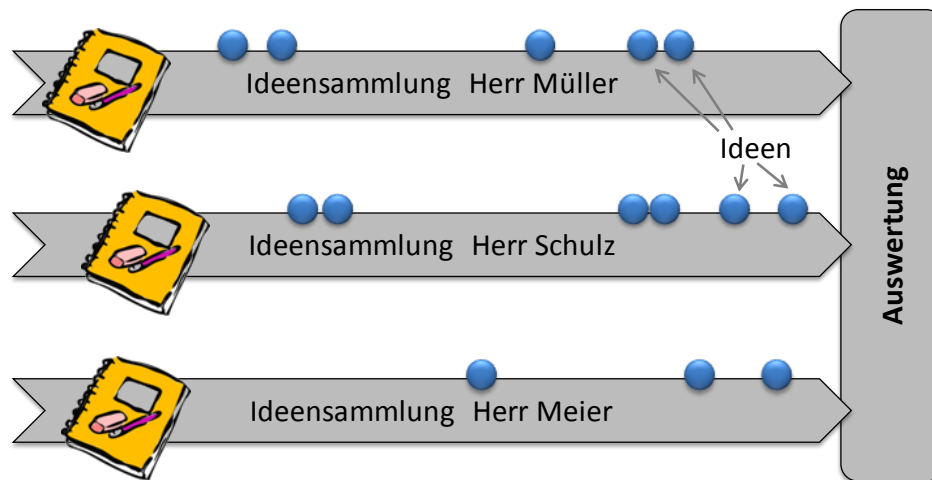 Ideensammlung Herr Müller
Ideen
Ideensammlung Herr Schulz
Ideensammlung Herr Meier
Auswertung